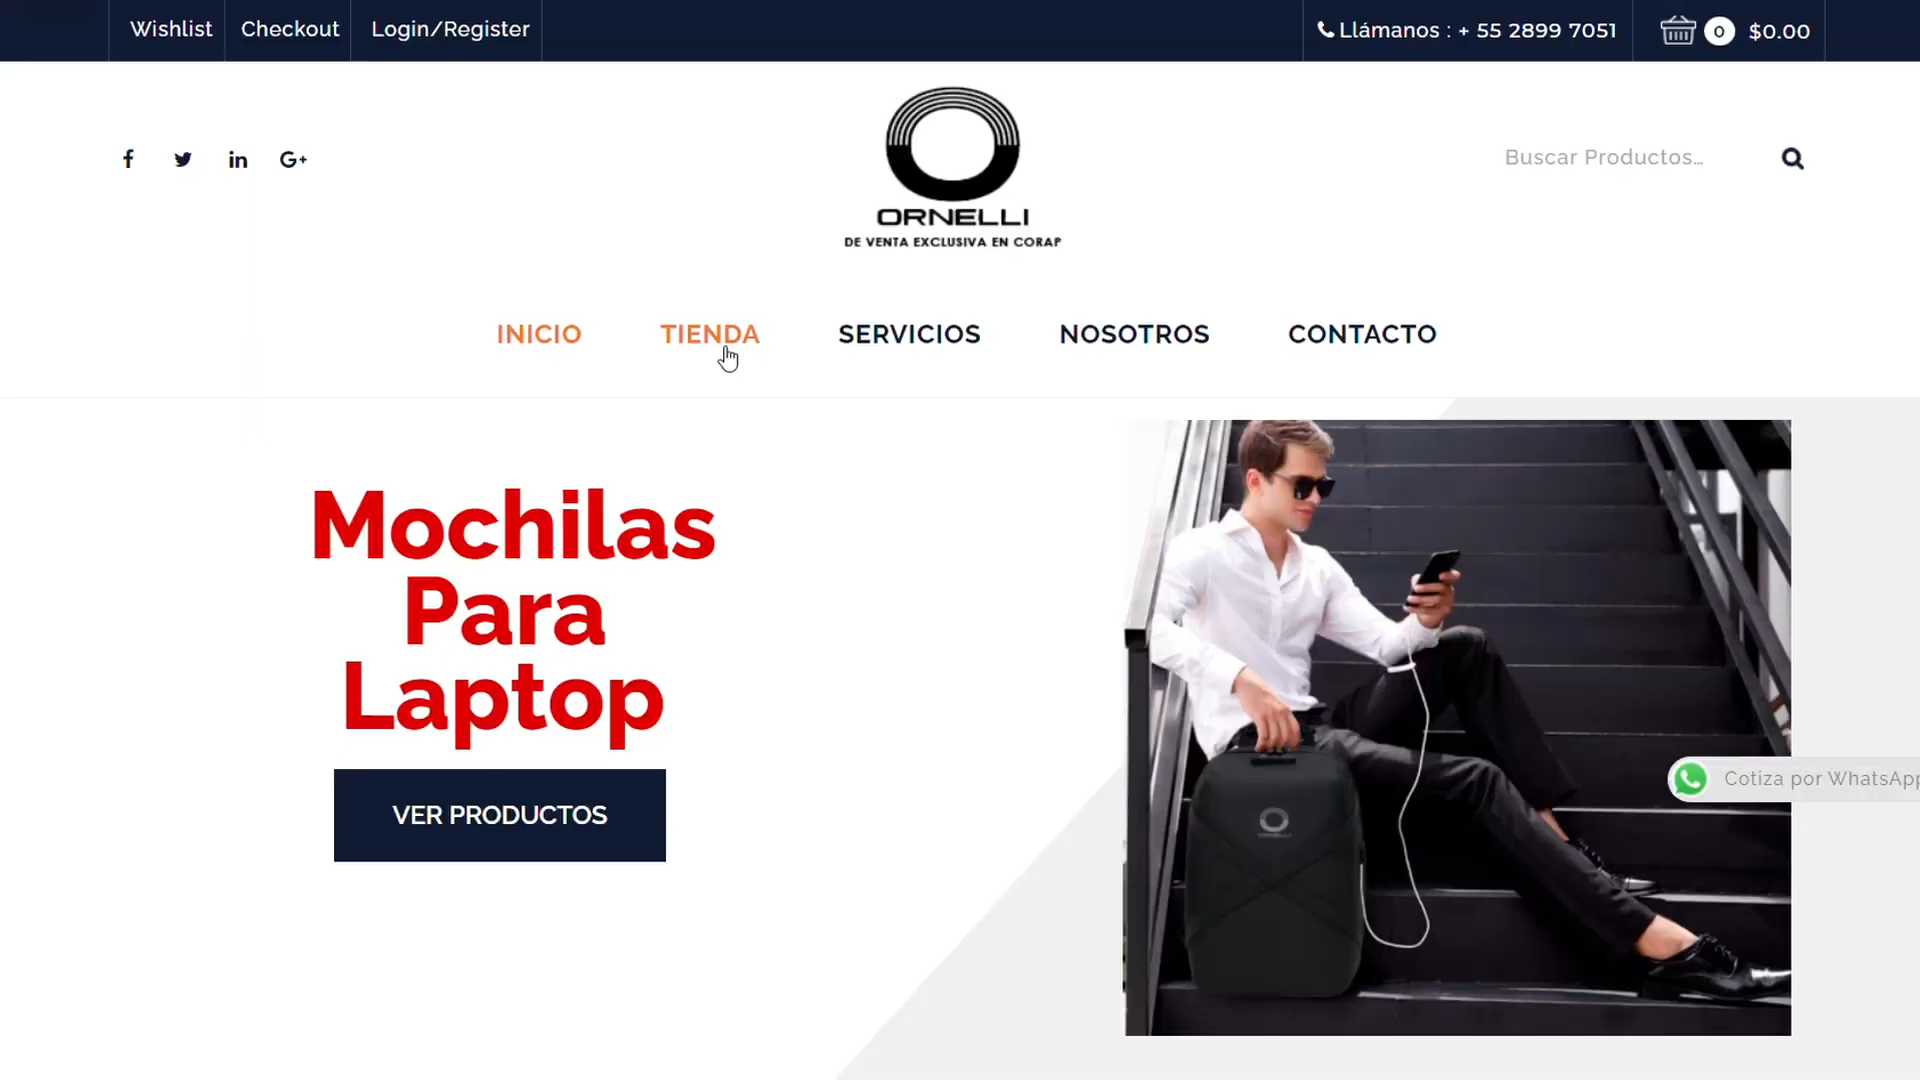 Wishlist
Checkout
Login/Register
Llámanos : + 55 2899 7051
0
$0.00
ORNELLI
DE VENTA EXCLUSIVA EN CORAP
Buscar Productos...
INICIO
TIENDA
SERVICIOS
NOSOTROS
CONTACTO
Mochilas
Para
Laptop
VER PRODUCTOS
ORNELLI
Cotiza por WhatsApp